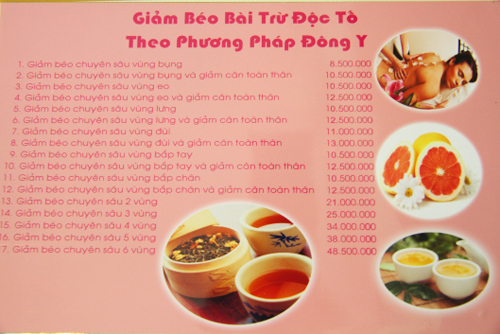 Giảm Béo Bài Trừ Độc Tố
Theo Phương Pháp Đông Y
1. Giảm béo chuyên sâu vùng bụng 8.500.000
2. Giảm béo chuyên sâu vùng bụng và giảm cân toàn thân 10.500.000
3. Giảm béo chuyên sâu vùng eo 10.500.000
4. Giảm béo chuyên sâu vùng eo và giảm cân toàn thân 12.500.000
5. Giảm béo chuyên sâu vùng lưng 10.500.000
6. Giảm béo chuyên sâu vùng lưng và giảm cân toàn thân 12.500.000
7. Giảm béo chuyên sâu vùng đùi 11.000.000
8. Giảm béo chuyên sâu vùng đùi và giảm cân toàn thân 13.000.000
9. Giảm béo chuyên sâu vùng bắp tay 10.500.000
10. Giảm béo chuyên sâu vùng bắp tay và giảm cân toàn thân 12.500.000
11. Giảm béo chuyên sâu vùng bắp chân 10.500.000
12. Giảm béo chuyên sâu vùng bắp chân và giảm cân toàn thân 12.500.000
13. Giảm béo chuyên sâu 2 vùng 21.000.000
14. Giảm béo chuyên sâu 3 vùng 25.000.000
15. Giảm béo chuyên sâu 4 vùng 34.000.000
16. Giảm béo chuyên sâu 5 vùng 38.000.000
17. Giảm béo chuyên sâu 6 vùng 48.500.000